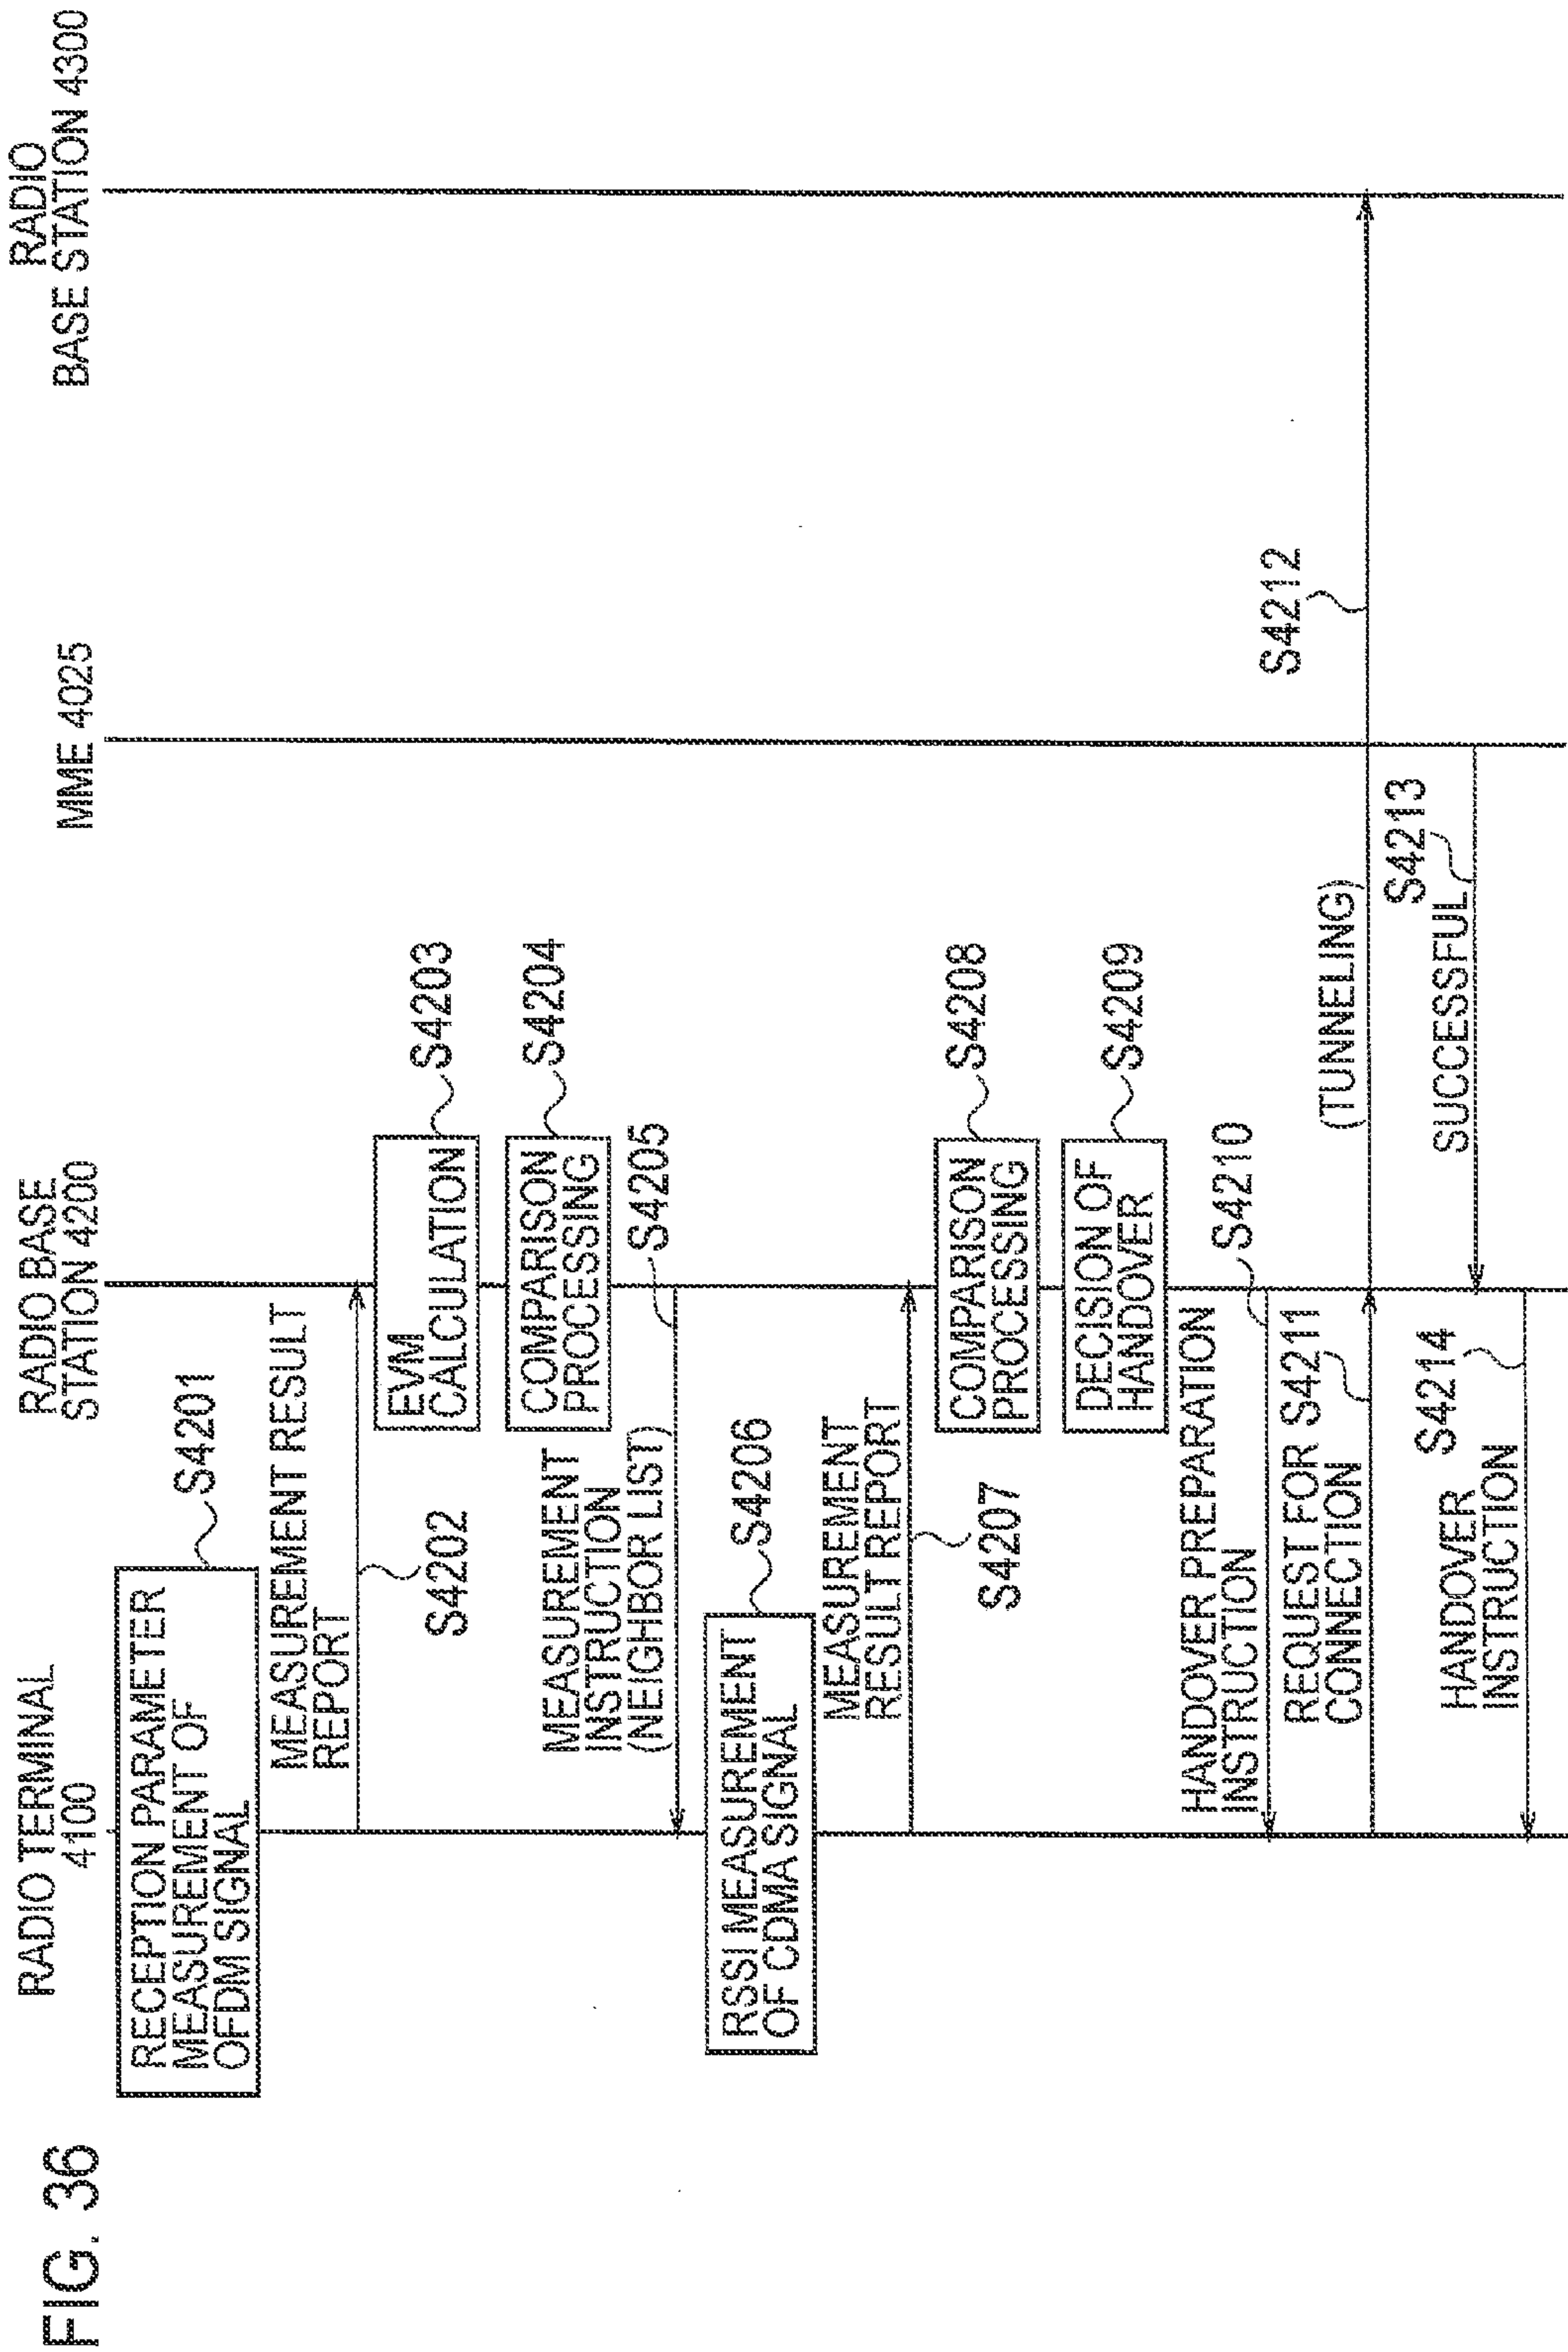 FIG. 36
RADIO TERMINAL
4100
RADIO BASE
STATION 4200
MME 4025
RADIO
BASE STATION 4300
RECEPTION PARAMETER
MEASUREMENT OF
OFDM SIGNAL
S4201
MEASUREMENT RESULT
REPORT
S4202
EVM
CALCULATION
S4203
COMPARISON
PROCESSING
S4204
MEASUREMENT
INSTRUCTION
(NEIGHBOR LIST)
S4205
RSSI MEASUREMENT
OF CDMA SIGNAL
S4206
MEASUREMENT
RESULT REPORT
S4207
COMPARISON
PROCESSING
S4208
DECISION OF
HANDOVER
S4209
HANDOVER PREPARATION
INSTRUCTION
S4210
REQUEST FOR
CONNECTION
S4211
(TUNNELING)
S4212
SUCCESSFUL
S4213
HANDOVER
INSTRUCTION
S4214